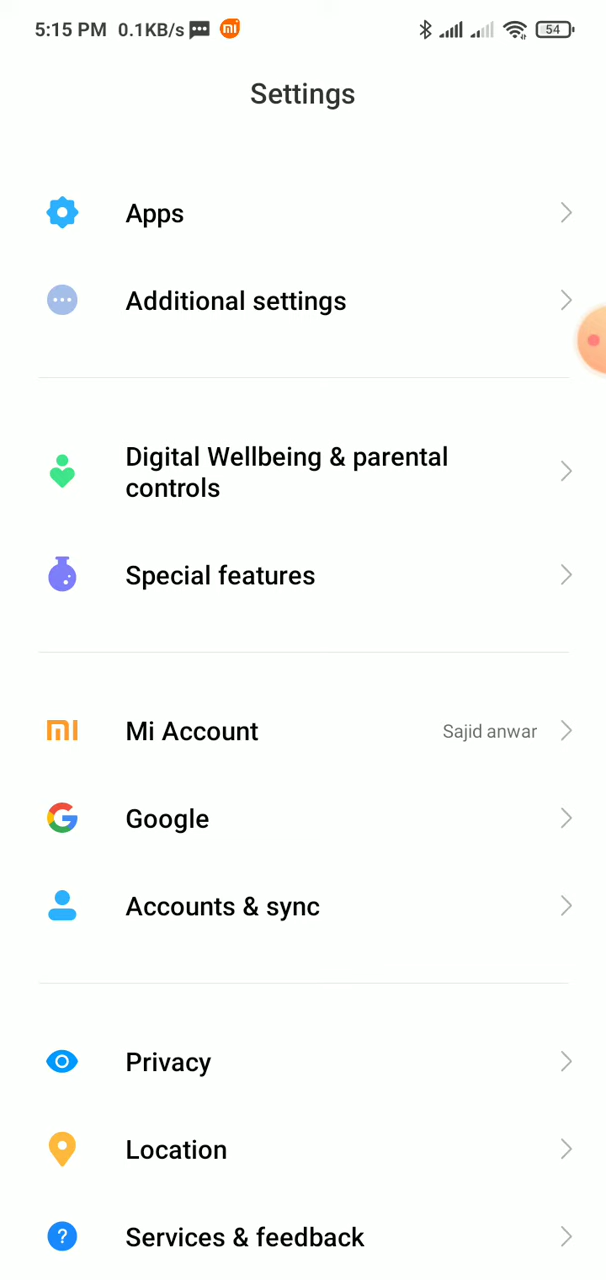 5:15 PM 0.1KB/s 54
Settings
Apps
Additional settings
Digital Wellbeing & parental
controls
Special features
Mi Account Sajid anwar
Google
Accounts & sync
Privacy
Location
Services & feedback